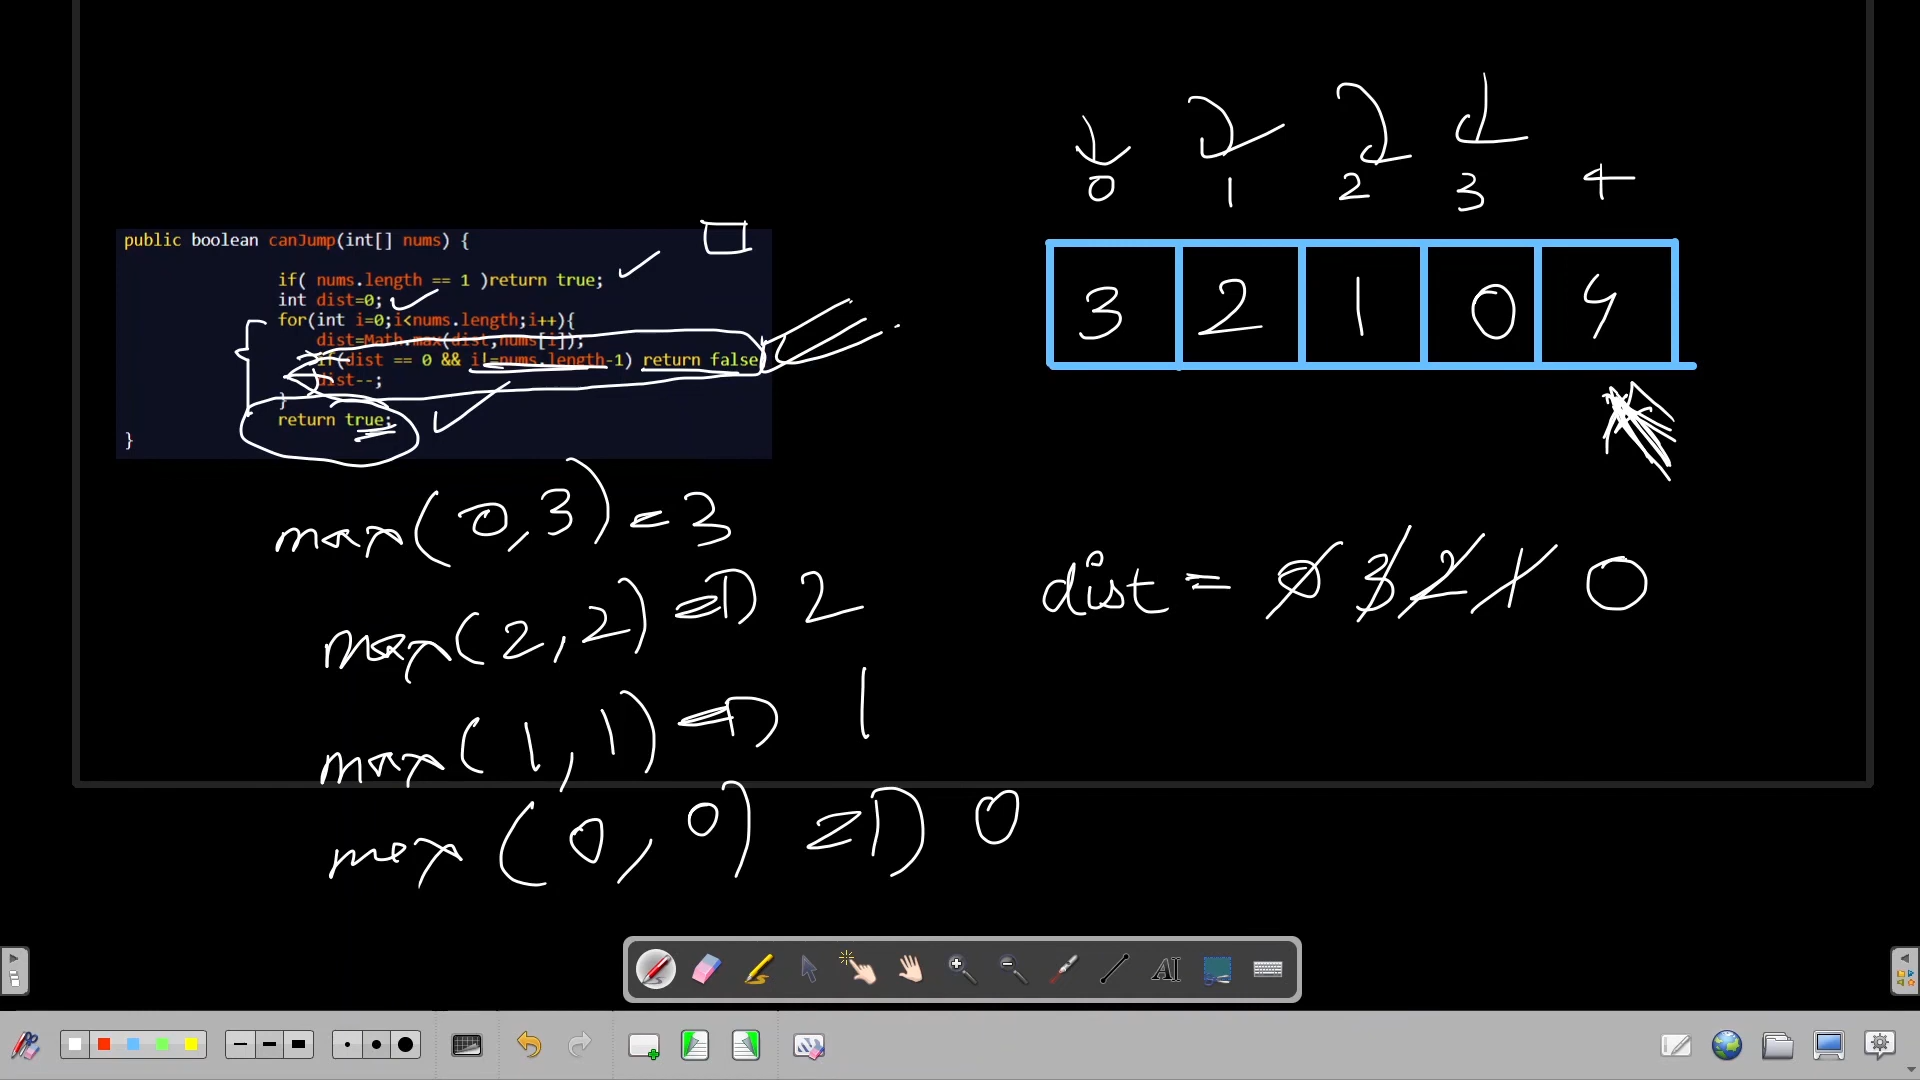 public boolean canJump(int[] nums) {
if( nums.length == 1 )return true;
int dist=0;
for(int i=0;i<nums.length;i++){
dist=Math.max(dist,nums[i]);
if(dist == 0 && i!=nums.length-1) return false
dist--;
}
return true;
}
0 1 2 3 4
3 2 1 0 4
max(0,3) = 3
max(2,2) => 2
max(1,1) => 1
max(0,0) => 0
dist = 0 3 2 1 0
AI